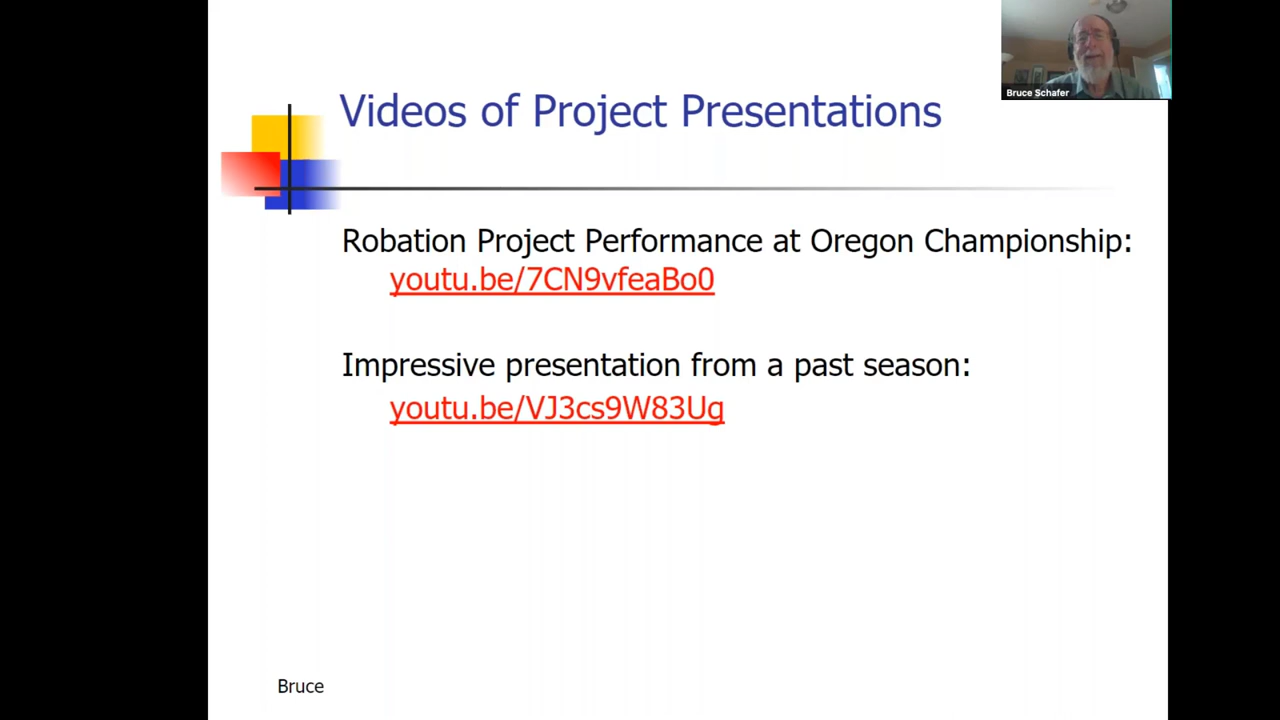 Bruce Schafer
Videos of Project Presentations
Robation Project Performance at Oregon Championship:
youtu.be/7CN9vfeaBo0
Impressive presentation from a past season:
youtu.be/VJ3cs9W83Ug
Bruce